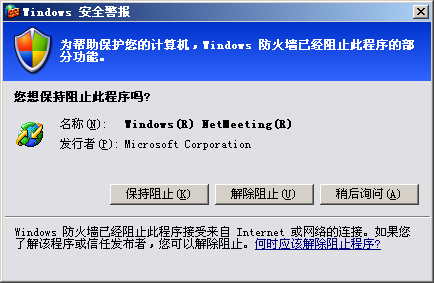 Windows 安全警报
为帮助保护您的计算机，Windows 防火墙已经阻止此程序的部
分功能。
您想保持阻止此程序吗?
名称(N): Windows(R) NetMeeting(R)
发行者(P): Microsoft Corporation
保持阻止(K) 解除阻止(U) 稍后询问(A)
Windows 防火墙已经阻止此程序接受来自 Internet 或网络的连接。如果您
了解该程序或信任发布者，您可以解除阻止。何时应该解除阻止程序?